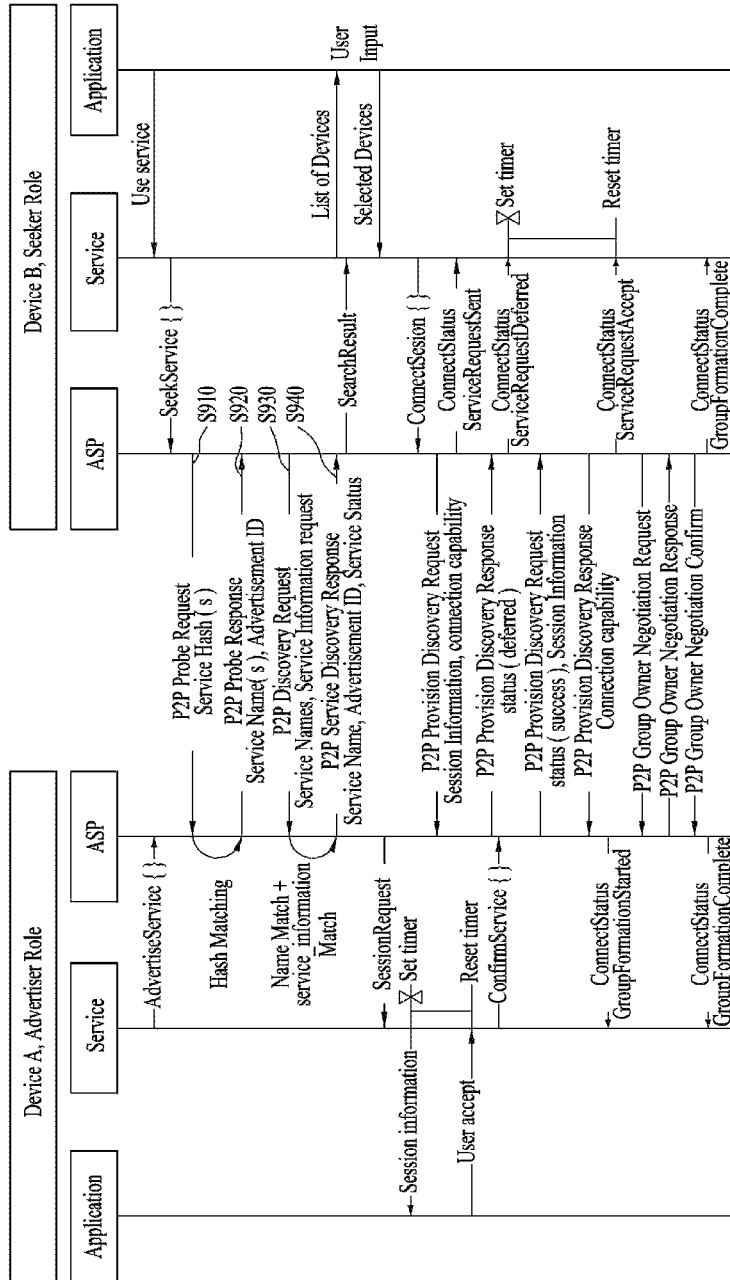 Device A, Advertiser Role
Device B, Seeker Role
Application
Service
ASP
ASP
Service
Application
AdvertiseService { }
SeekService { }
Use service
P2P Probe Request
Service Hash ( s )
S910
Hash Matching
P2P Probe Response
Service Name( s ), Advertisement ID
S920
P2P Discovery Request
Service Names, Service Information request
S930
Name Match +
service_information
Match
P2P Service Discovery Response
Service Name, Advertisement ID, Service Status
S940
SearchResult
List of Devices
User
Input
Selected Devices
SessionRequest
Session information
Set timer
User accept
Reset timer
ConfirmService { }
ConnectSesion { }
P2P Provision Discovery Request
Session Information, connection capability
ConnectStatus
ServiceRequestSent
P2P Provision Discovery Response
status ( deferred )
ConnectStatus
ServiceRequestDeferred
Set timer
P2P Provision Discovery Request
status ( success ), Session Information
P2P Provision Discovery Response
Connection capability
ConnectStatus
ServiceRequestAccept
Reset timer
ConnectStatus
GroupFormationStarted
P2P Group Owner Negotiation Request
P2P Group Owner Negotiation Response
P2P Group Owner Negotiation Confirm
ConnectStatus
GroupFormationComplete
ConnectStatus
GroupFormationComplete